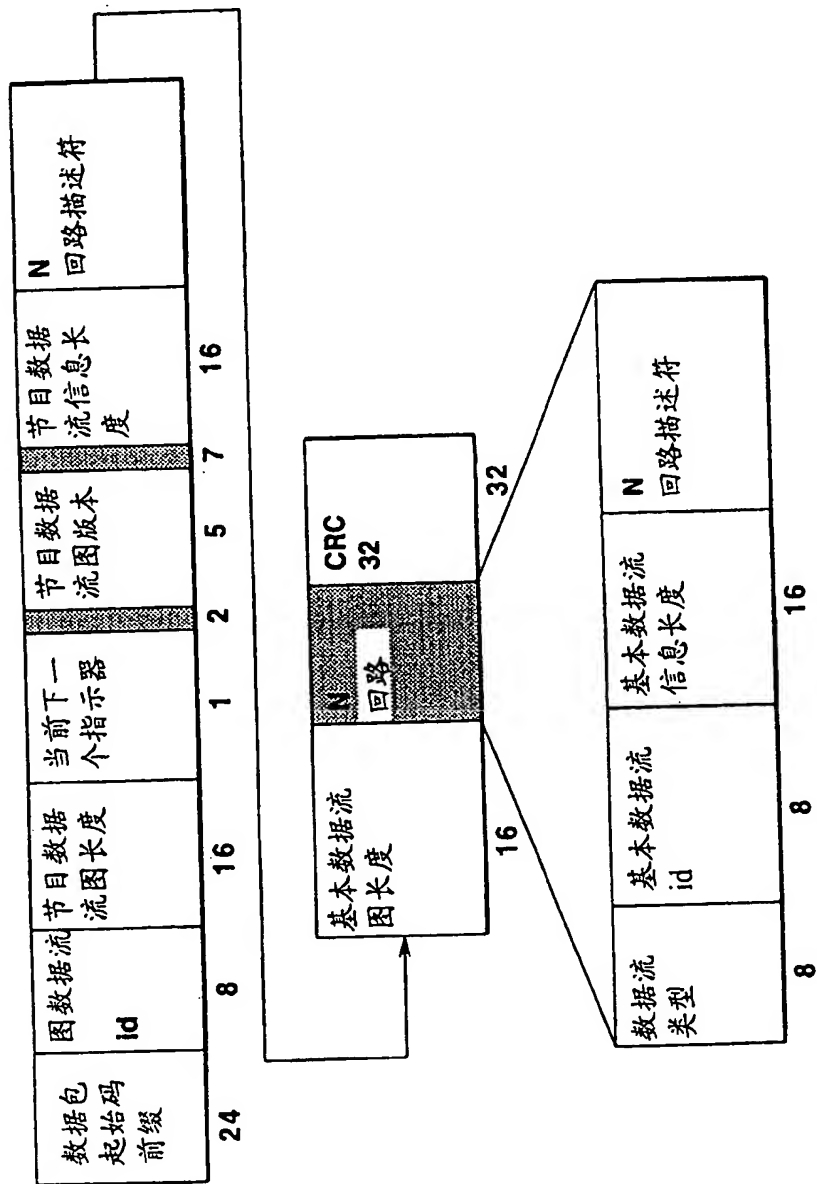 数据包
起始码
前缀
图数据流
id
节目数据
流图长度
当前下一
个指示器
节目数据
流图版本
节目数据
流信息长
度
N
回路描述符
24
8
16
1
2
5
7
16
基本数据流
图长度
N
回路
CRC
32
16
32
数据流
类型
基本数据流
id
基本数据流
信息长度
N
回路描述符
8
8
16